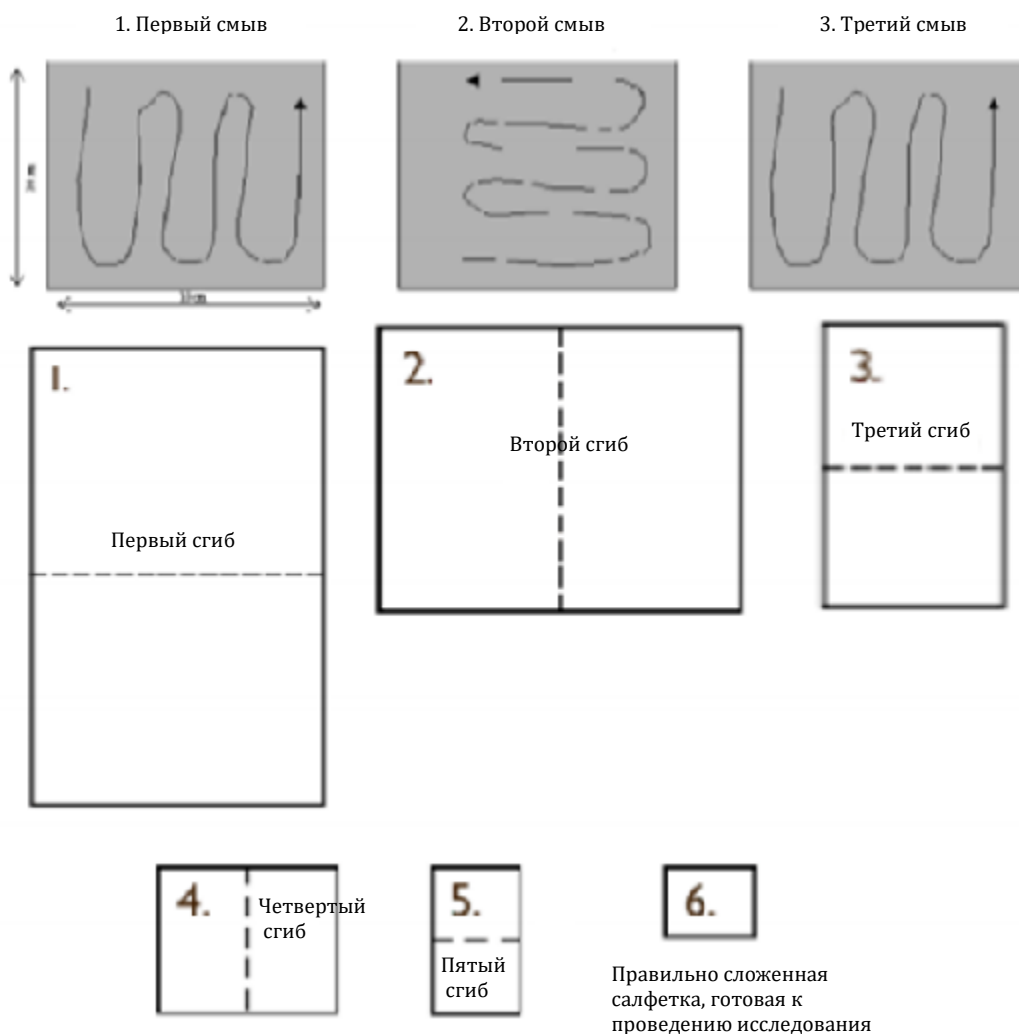 1. Первый смыв
2. Второй смыв
3. Третий смыв
1.
Первый сгиб
2.
Второй сгиб
3.
Третий сгиб
4.
Четвертый
сгиб
5.
Пятый
сгиб
6.
Правильно сложенная
салфетка, готовая к
проведению исследования